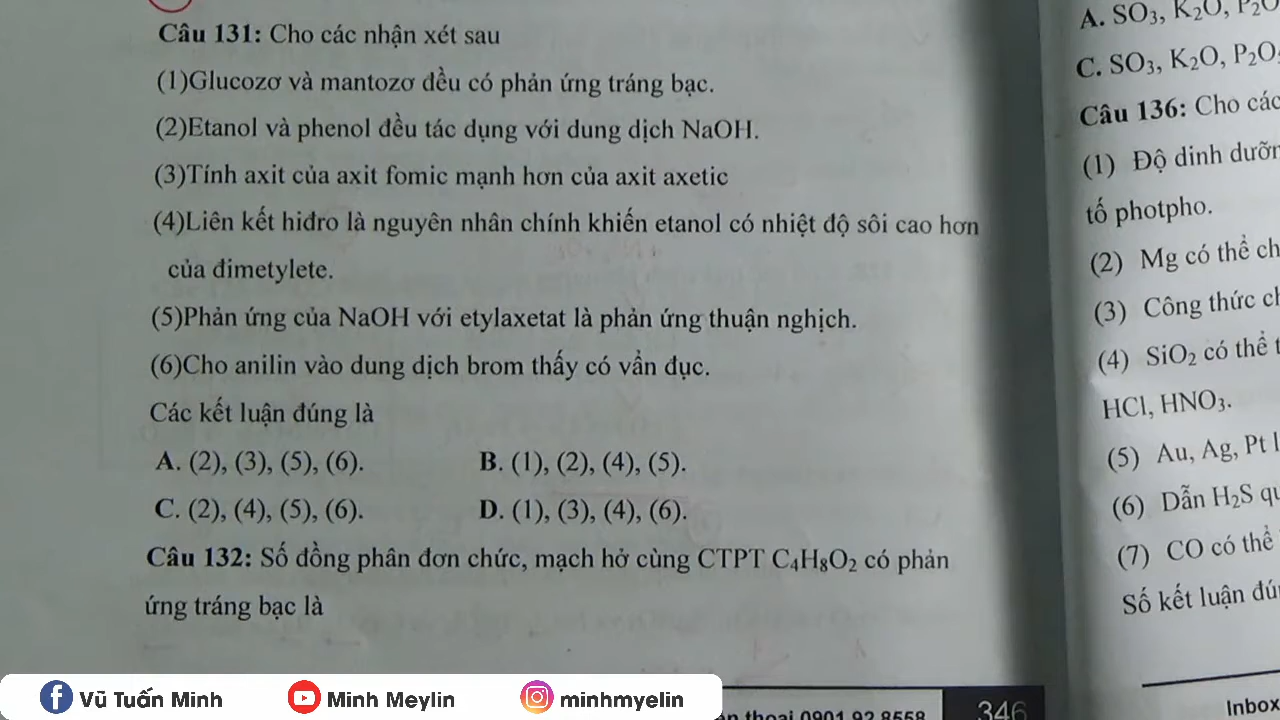 Câu 131: Cho các nhận xét sau
(1)Glucozơ và mantozơ đều có phản ứng tráng bạc.
(2)Etanol và phenol đều tác dụng với dung dịch NaOH.
(3)Tính axit của axit fomic mạnh hơn của axit axetic
(4)Liên kết hiđro là nguyên nhân chính khiến etanol có nhiệt độ sôi cao hơn
của đimetylete.
(5)Phản ứng của NaOH với etylaxetat là phản ứng thuận nghịch.
(6)Cho anilin vào dung dịch brom thấy có vẩn đục.
Các kết luận đúng là
A. (2), (3), (5), (6). B. (1), (2), (4), (5).
C. (2), (4), (5), (6). D. (1), (3), (4), (6).
Câu 132: Số đồng phân đơn chức, mạch hở cùng CTPT C₄H₈O₂ có phản
ứng tráng bạc là
thoại 0901 92 8558
346
A. SO₃, K₂O,
C. SO₃, K₂O, P₂O
Câu 136: Cho các
(1) Độ dinh
tố photpho.
(2) Mg có thể
(3) Công thức
(4) SiO₂ có thể
HCl, HNO₃.
(5) Au, Ag, Pt
(6) Dẫn H₂S
(7) CO có thể
Số kết luận
Inbox
Vũ Tuấn Minh
Minh Meylin
minhmyelin